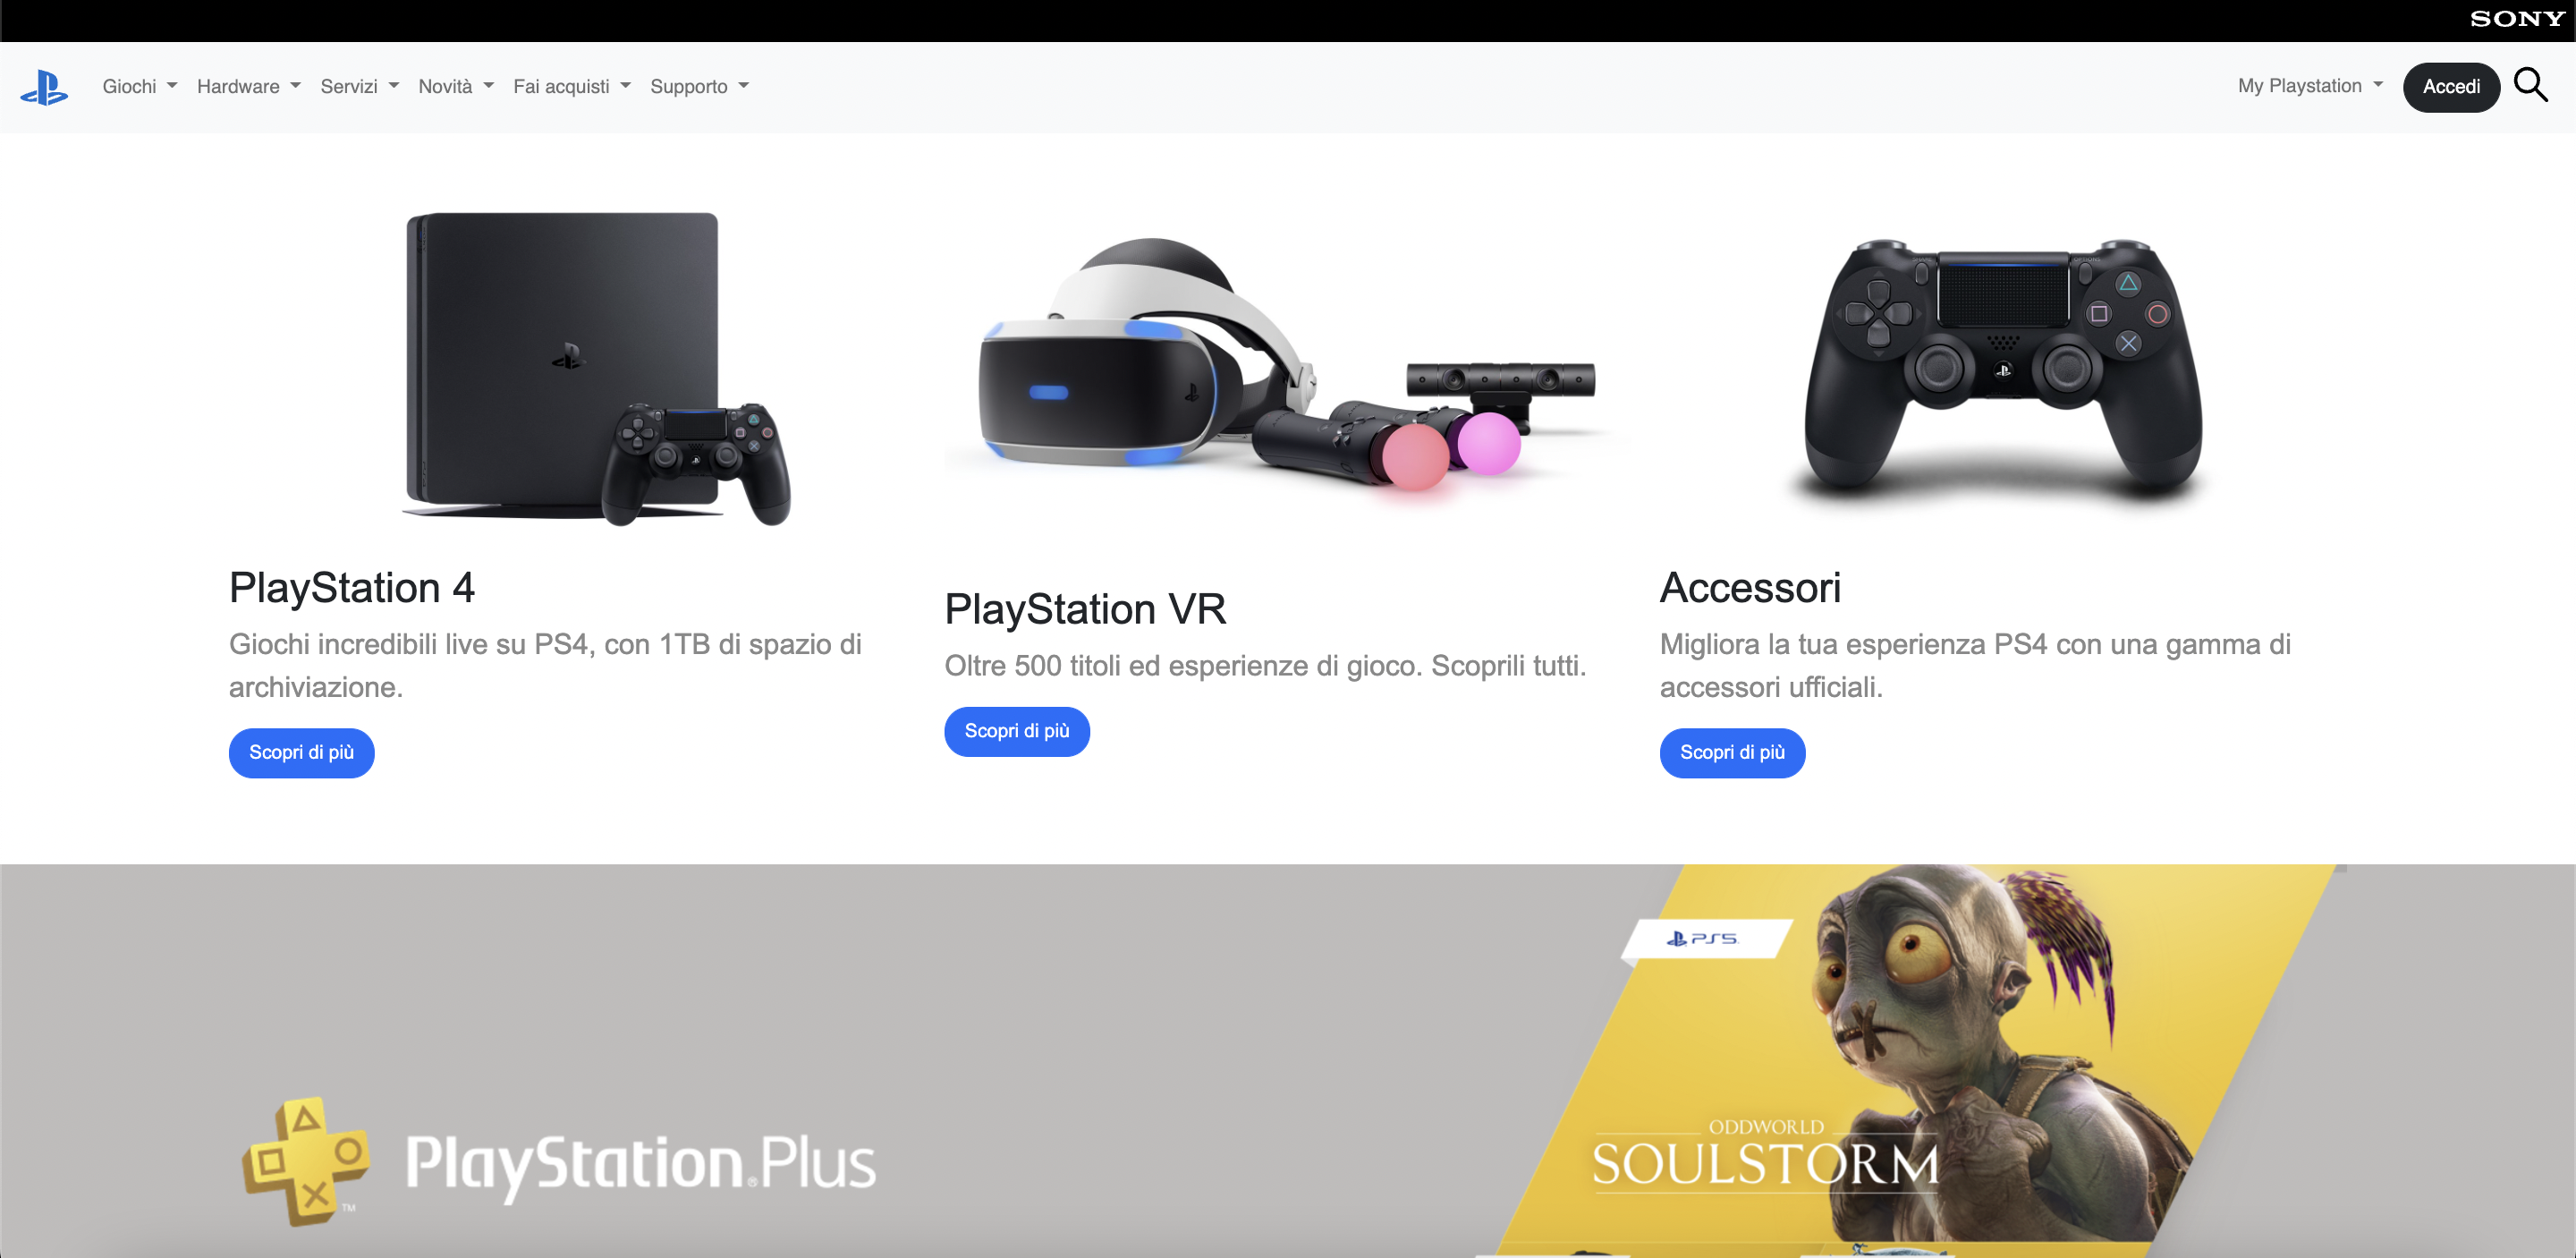 SONY
Giochi Hardware Servizi Novità Fai acquisti Supporto My Playstation Accedi
PlayStation 4
Giochi incredibili live su PS4, con 1TB di spazio di
archiviazione.
Scopri di più
PlayStation VR
Oltre 500 titoli ed esperienze di gioco. Scoprili tutti.
Scopri di più
Accessori
Migliora la tua esperienza PS4 con una gamma di
accessori ufficiali.
Scopri di più
PS5
ODDWORLD
SOULSTORM
PlayStation®Plus
TM